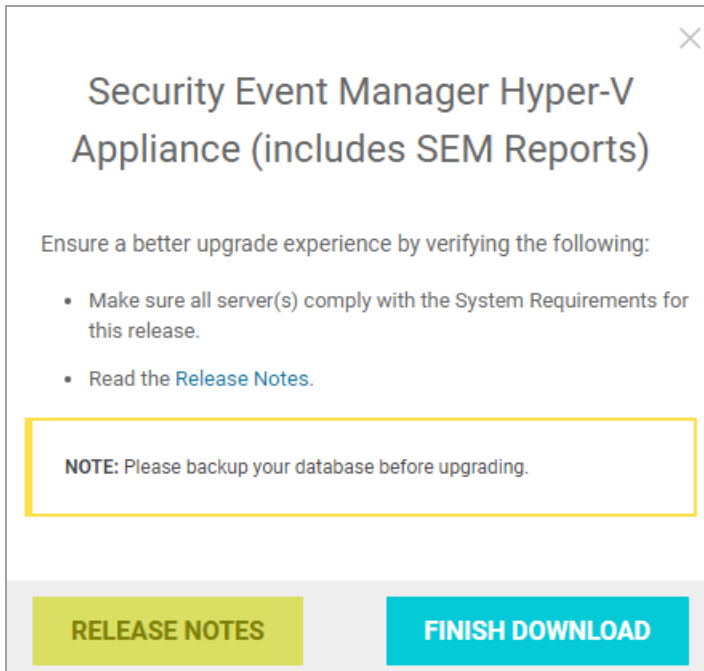 Security Event Manager Hyper-V
Appliance (includes SEM Reports)
Ensure a better upgrade experience by verifying the following:
• Make sure all server(s) comply with the System Requirements for
this release.
• Read the Release Notes.
NOTE: Please backup your database before upgrading.
RELEASE NOTES
FINISH DOWNLOAD